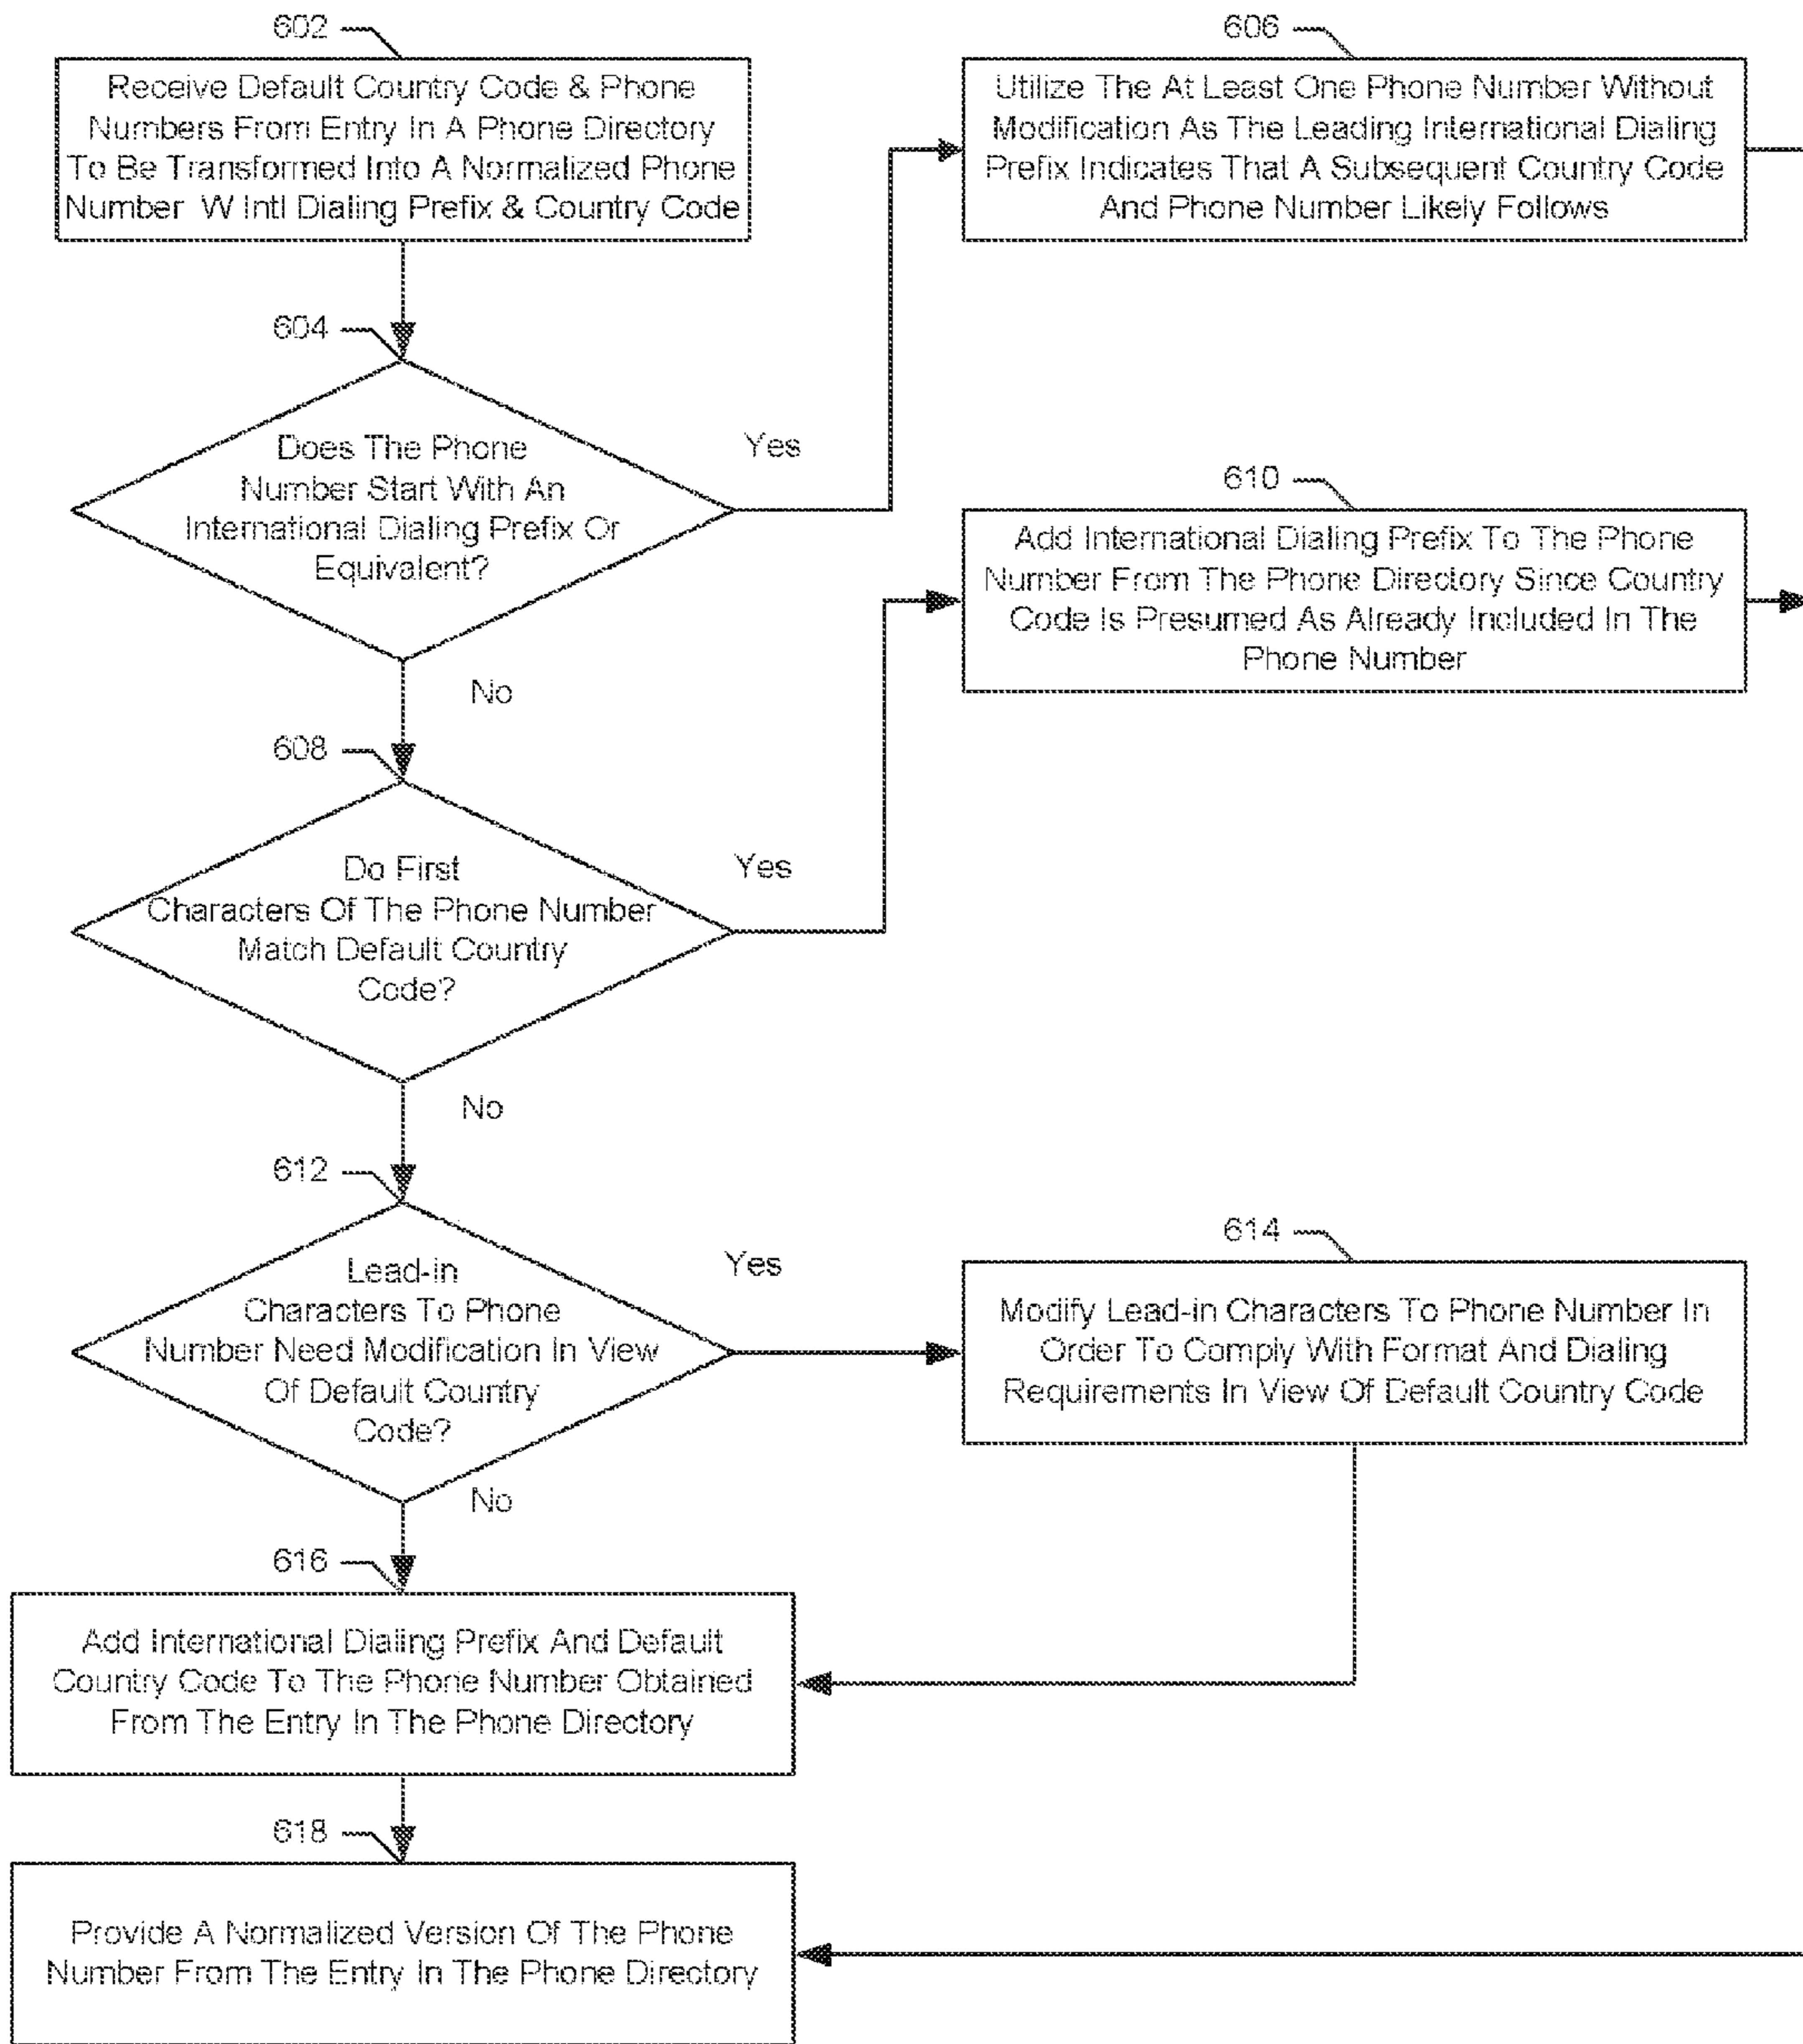 602
Receive Default Country Code & Phone
Numbers From Entry In A Phone Directory
To Be Transformed Into A Normalized Phone
Number W Intl Dialing Prefix & Country Code
606
Utilize The At Least One Phone Number Without
Modification As The Leading International Dialing
Prefix Indicates That A Subsequent Country Code
And Phone Number Likely Follows
604
Does The Phone
Number Start With An
International Dialing Prefix Or
Equivalent?
Yes
No
610
Add International Dialing Prefix To The Phone
Number From The Phone Directory Since Country
Code Is Presumed As Already Included In The
Phone Number
608
Do First
Characters Of The Phone Number
Match Default Country
Code?
Yes
No
612
Lead-in
Characters To Phone
Number Need Modification In View
Of Default Country
Code?
Yes
No
614
Modify Lead-in Characters To Phone Number In
Order To Comply With Format And Dialing
Requirements In View Of Default Country Code
616
Add International Dialing Prefix And Default
Country Code To The Phone Number Obtained
From The Entry In The Phone Directory
618
Provide A Normalized Version Of The Phone
Number From The Entry In The Phone Directory